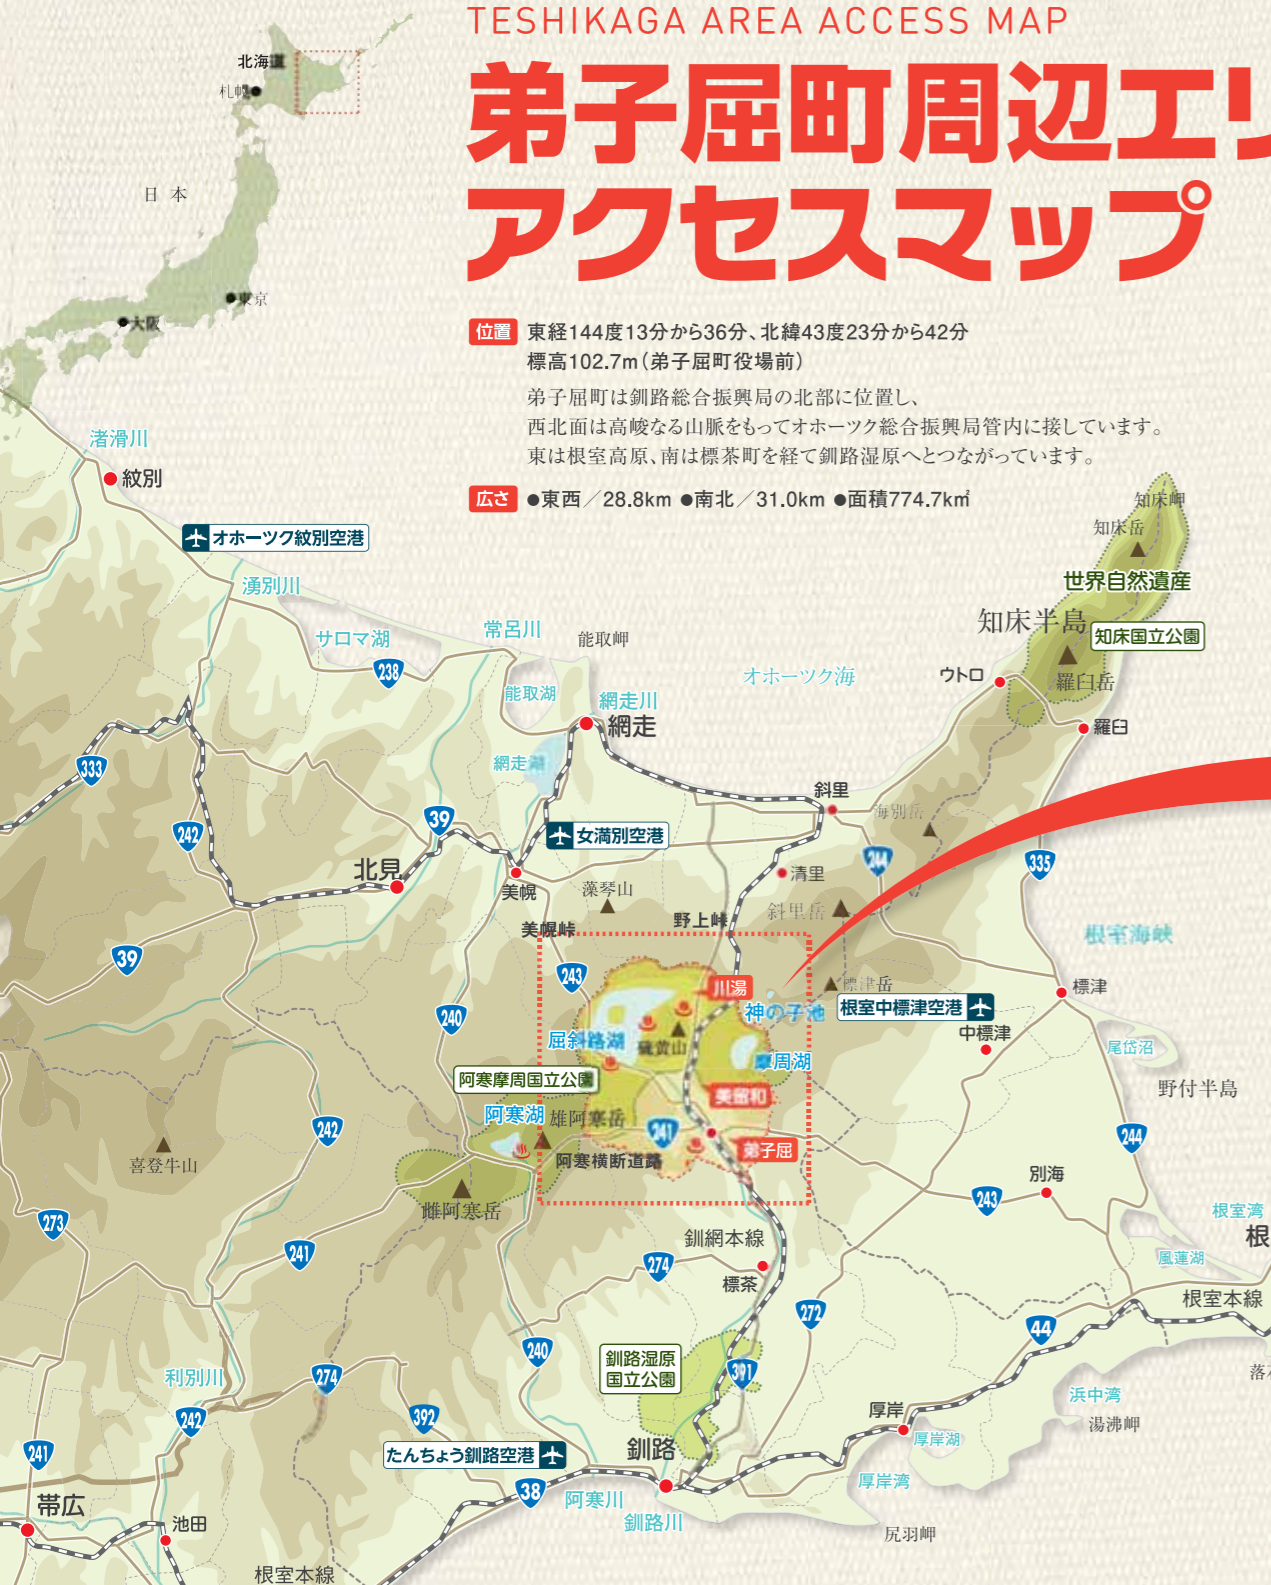 TESHIKAGA AREA ACCESS MAP
弟子屈町周辺エリ
アクセスマップ
北海道
札幌
日本
東京
大阪
位置 東経144度13分から36分、北緯43度23分から42分
標高102.7m(弟子屈町役場前)
弟子屈町は釧路総合振興局の北部に位置し、
西北面は高峻なる山脈をもってオホーツク総合振興局管内に接しています。
東は根室高原、南は標茶町を経て釧路湿原へとつながっています。
広さ ●東西／28.8km ●南北／31.0km ●面積774.7km²
渚滑川
紋別
オホーツク紋別空港
湧別川
サロマ湖
238
常呂川
能取岬
能取湖
網走川
網走
網走湖
オホーツク海
知床岬
知床岳
世界自然遺産
知床半島
知床国立公園
羅臼岳
ウトロ
羅臼
333
242
39
北見
女満別空港
美幌
藻琴山
美幌峠
野上峠
斜里
海別岳
清里
244
斜里岳
335
根室海峡
39
243
240
川湯
神の子池
標津岳
根室中標津空港
標津
中標津
尾岱沼
野付半島
屈斜路湖
硫黄山
摩周湖
阿寒摩周国立公園
美留和
阿寒湖
雄阿寒岳
241
弟子屈
阿寒横断道路
242
喜登牛山
雌阿寒岳
244
別海
243
273
241
根室湾
根
風蓮湖
釧網本線
274
標茶
272
根室本線
44
240
釧路湿原
国立公園
391
利別川
274
242
392
浜中湾
湯沸岬
落
厚岸
厚岸湖
241
たんちょう釧路空港
釧路
38
阿寒川
釧路川
厚岸湾
尻羽岬
帯広
池田
根室本線